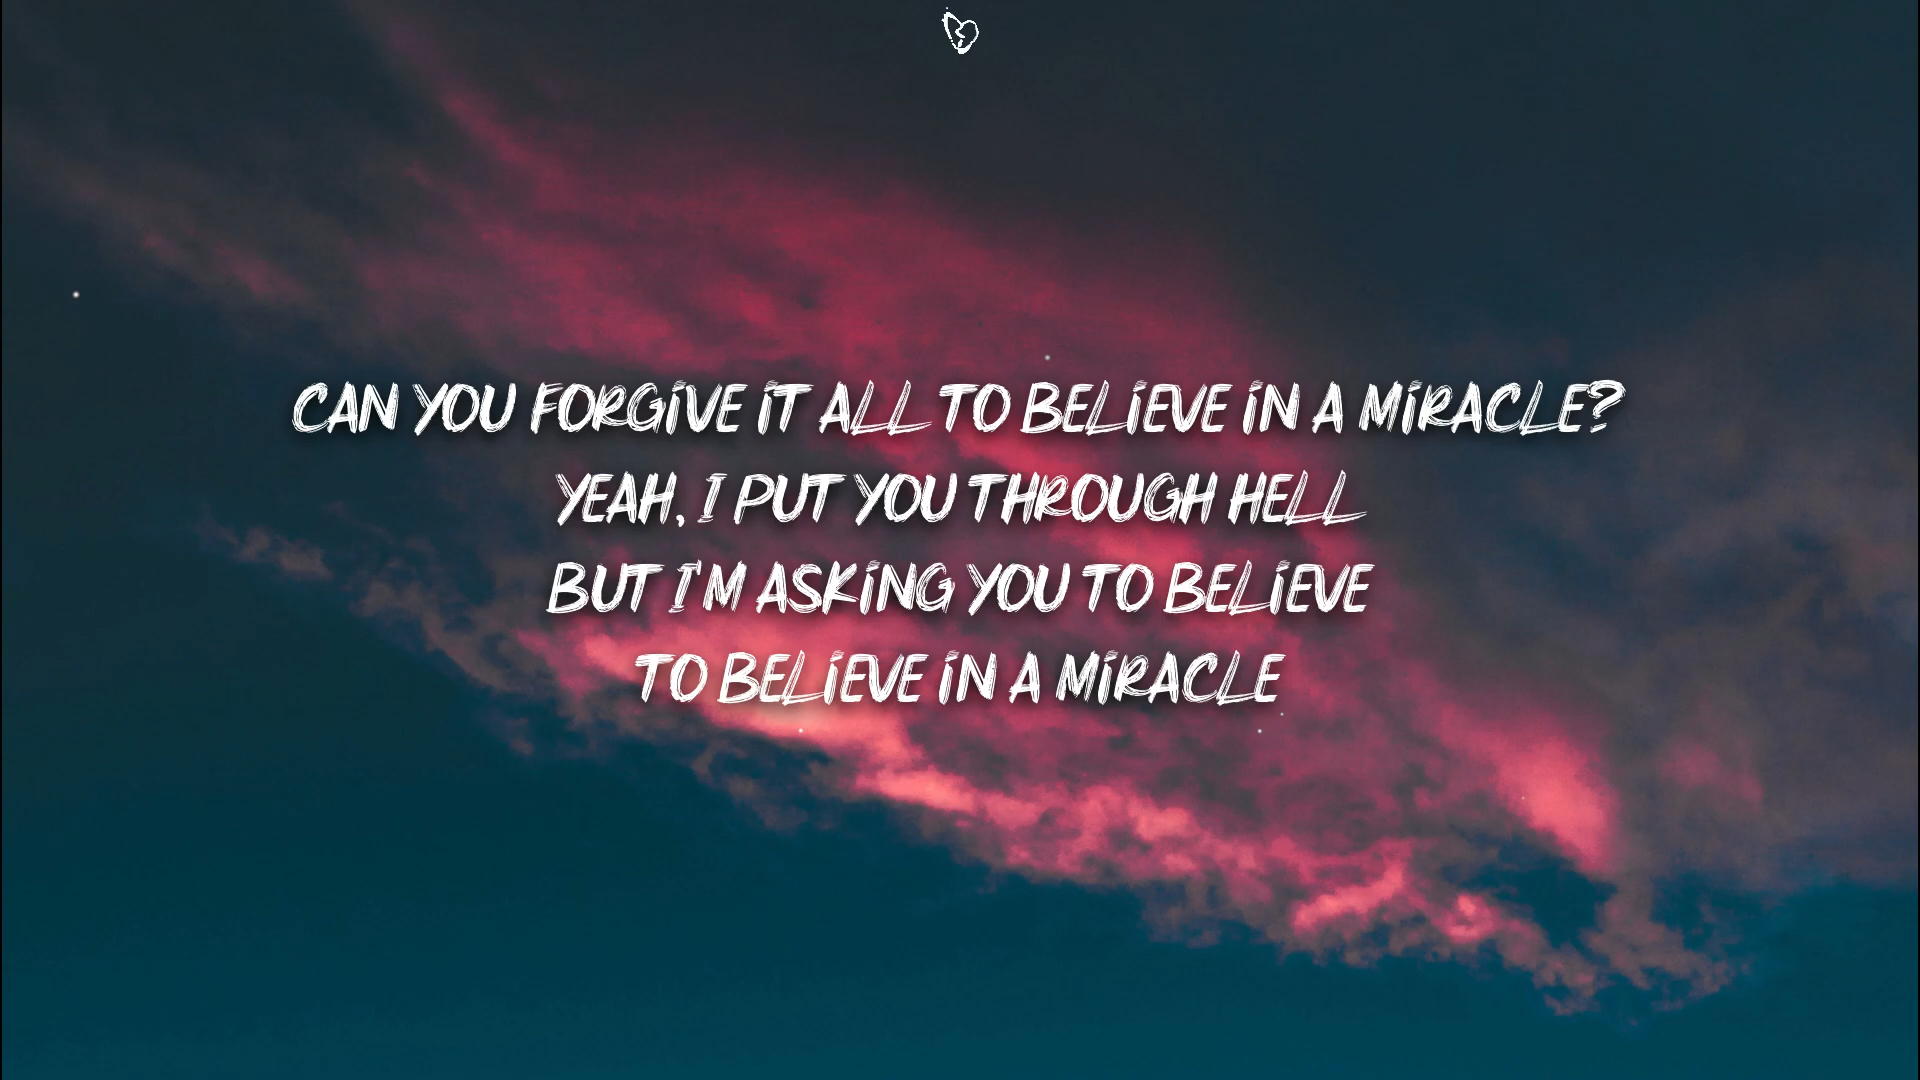 CAN YOU FORGIVE IT ALL TO BELIEVE IN A MIRACLE?
YEAH, I PUT YOU THROUGH HELL
BUT I'M ASKING YOU TO BELIEVE
TO BELIEVE IN A MIRACLE